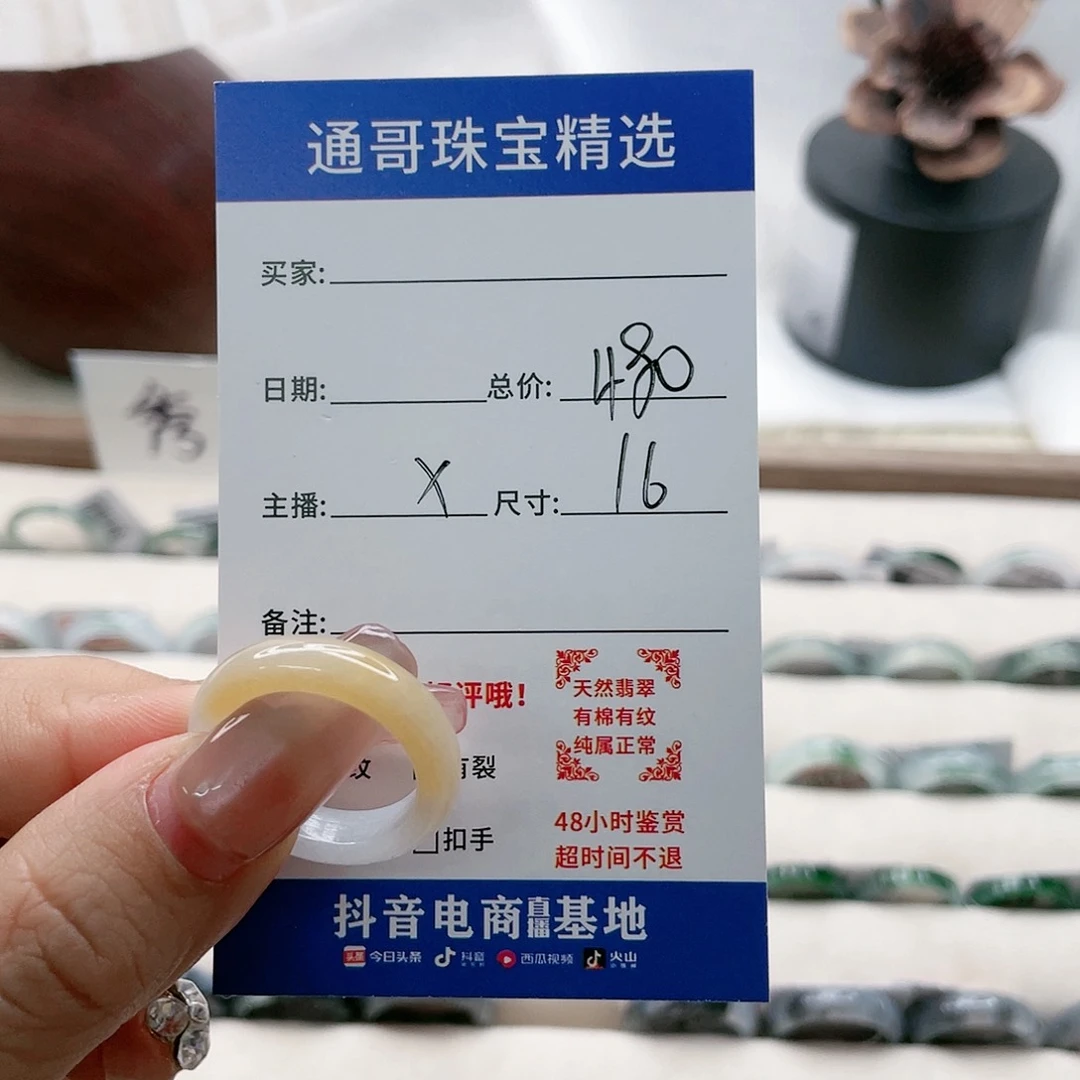 通哥珠宝精选
买家:
日期: 总价: 480
主播: X 尺寸: 16
备注:
评哦!
天然翡翠
有棉有纹
纯属正常
纹 有裂
扣手
48小时鉴赏
超时间不退
抖音电商直播基地
今日头条 抖音 西瓜视频 火山